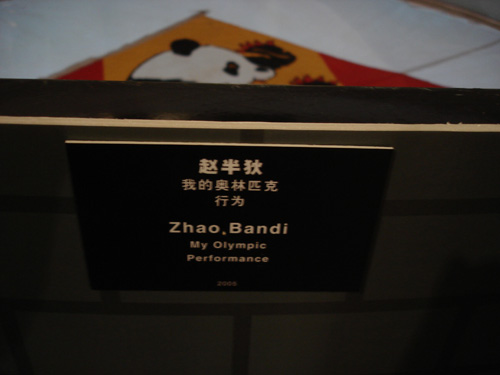 赵半狄
我的奥林匹克
行为
Zhao,Bandi
My Olympic
Performance